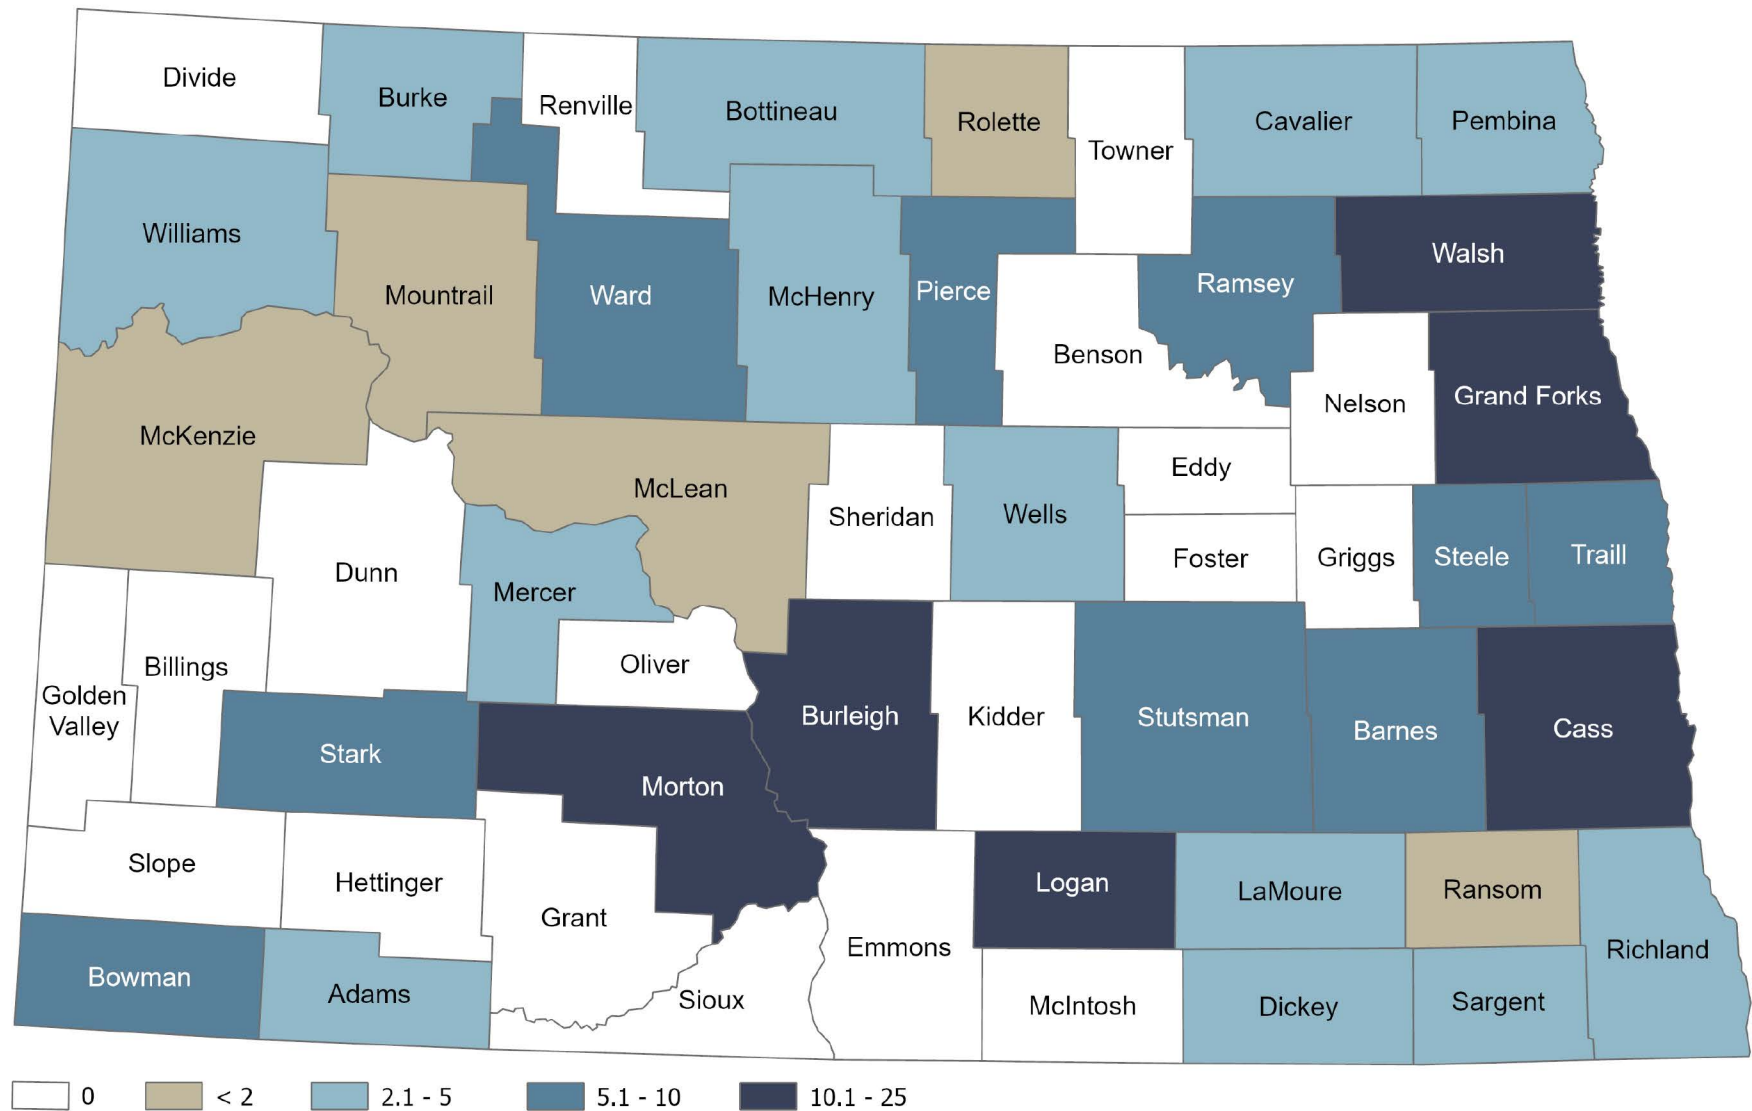 Divide
Burke
Renville
Bottineau
Rolette
Towner
Cavalier
Pembina
Williams
Mountrail
Ward
McHenry
Pierce
Benson
Ramsey
Walsh
McKenzie
McLean
Sheridan
Wells
Eddy
Foster
Nelson
Grand Forks
Griggs
Steele
Traill
Dunn
Mercer
Oliver
Golden
Valley
Billings
Stark
Morton
Burleigh
Kidder
Stutsman
Barnes
Cass
Slope
Hettinger
Grant
Emmons
Logan
LaMoure
Ransom
Richland
Bowman
Adams
Sioux
McIntosh
Dickey
Sargent
0 < 2 2.1 - 5 5.1 - 10 10.1 - 25